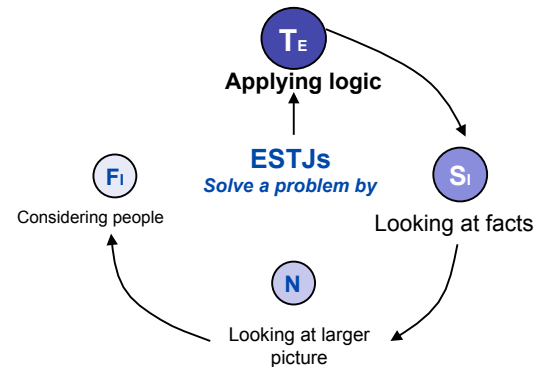 TE
Applying logic
ESTJs
Solve a problem by
SI
Looking at facts
N
Looking at larger
picture
FI
Considering people